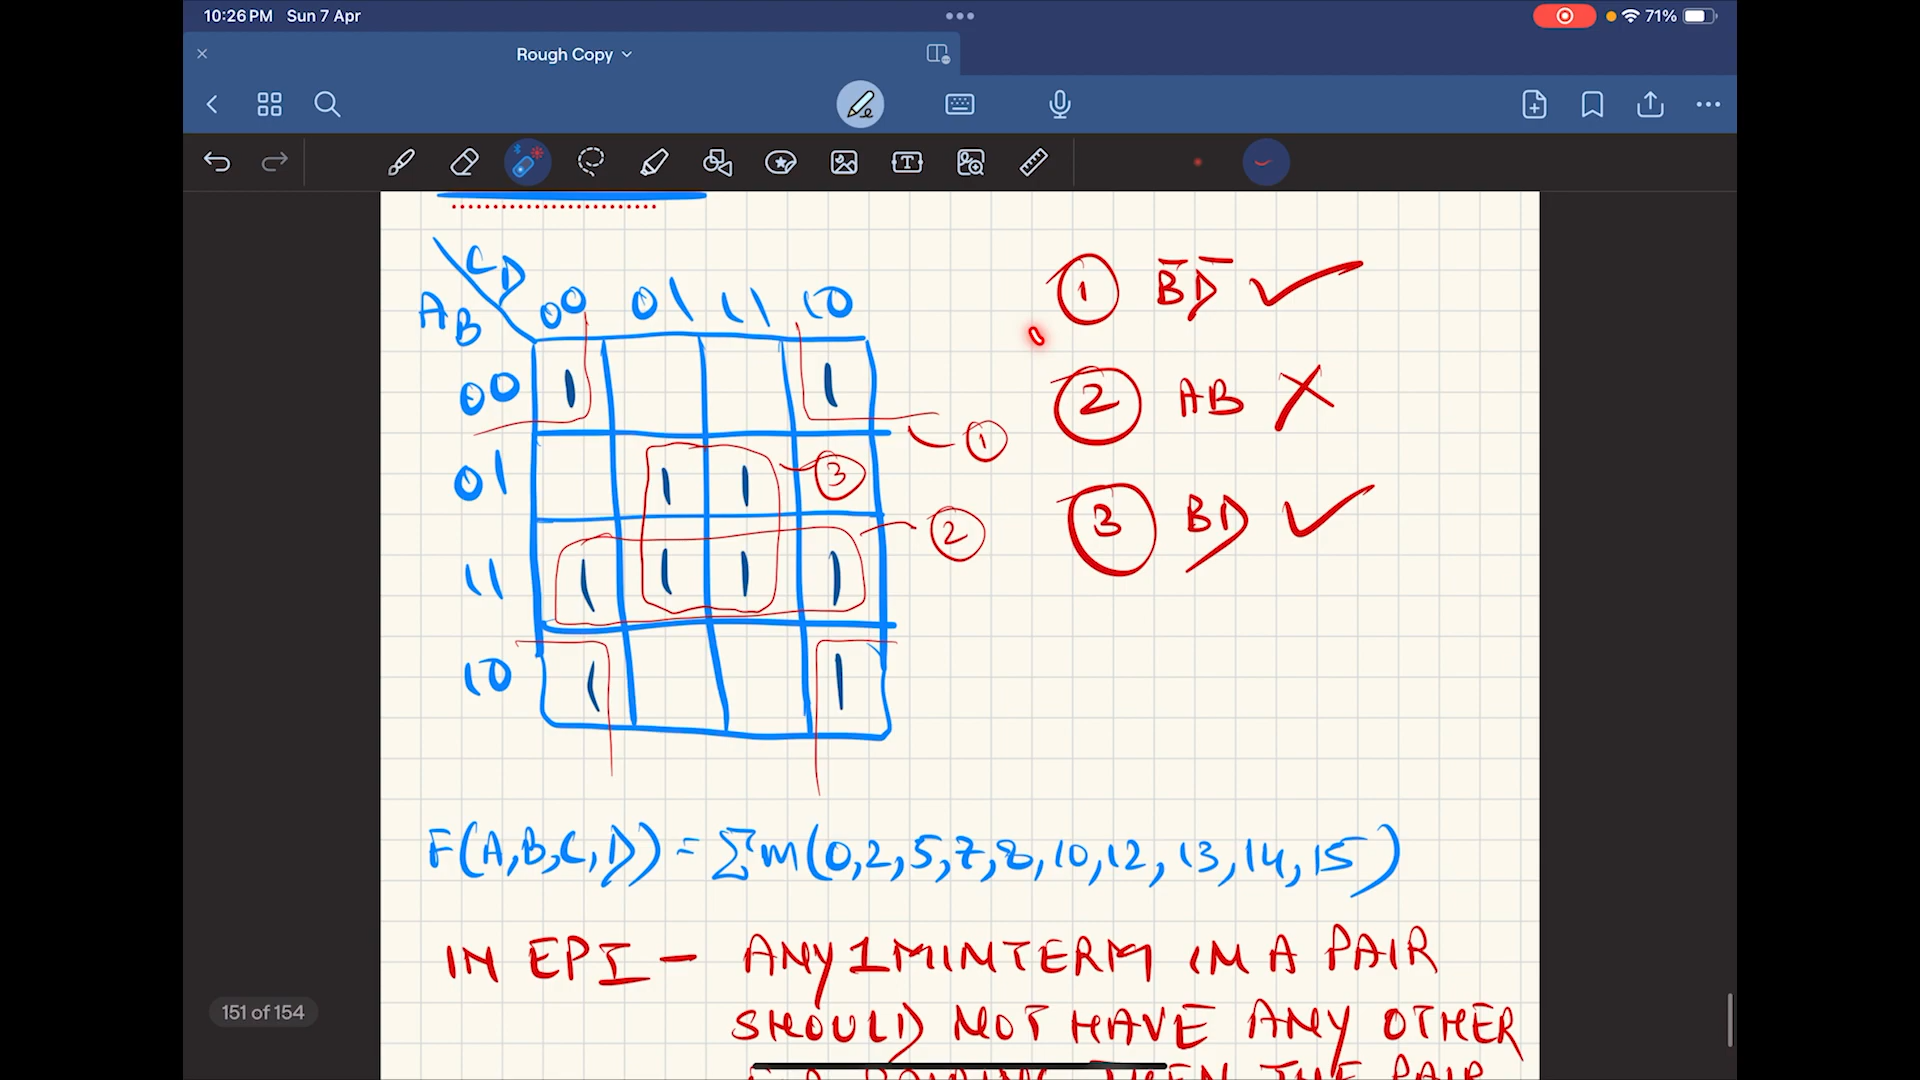 10:26 PM Sun 7 Apr
71%
Rough Copy
CD
AB
00 01 11 10
00 1 1
①
01 1 1 ③
②
11 1 1 1 1
10 1 1
① B̅D̅ ✓
② AB ✗
③ BD ✓
F(A,B,C,D) = Σm(0,2,5,7,8,10,12,13,14,15)
IN EPI - ANY 1 MINTERM IN A PAIR
SHOULD NOT HAVE ANY OTHER
THE PAIR
151 of 154